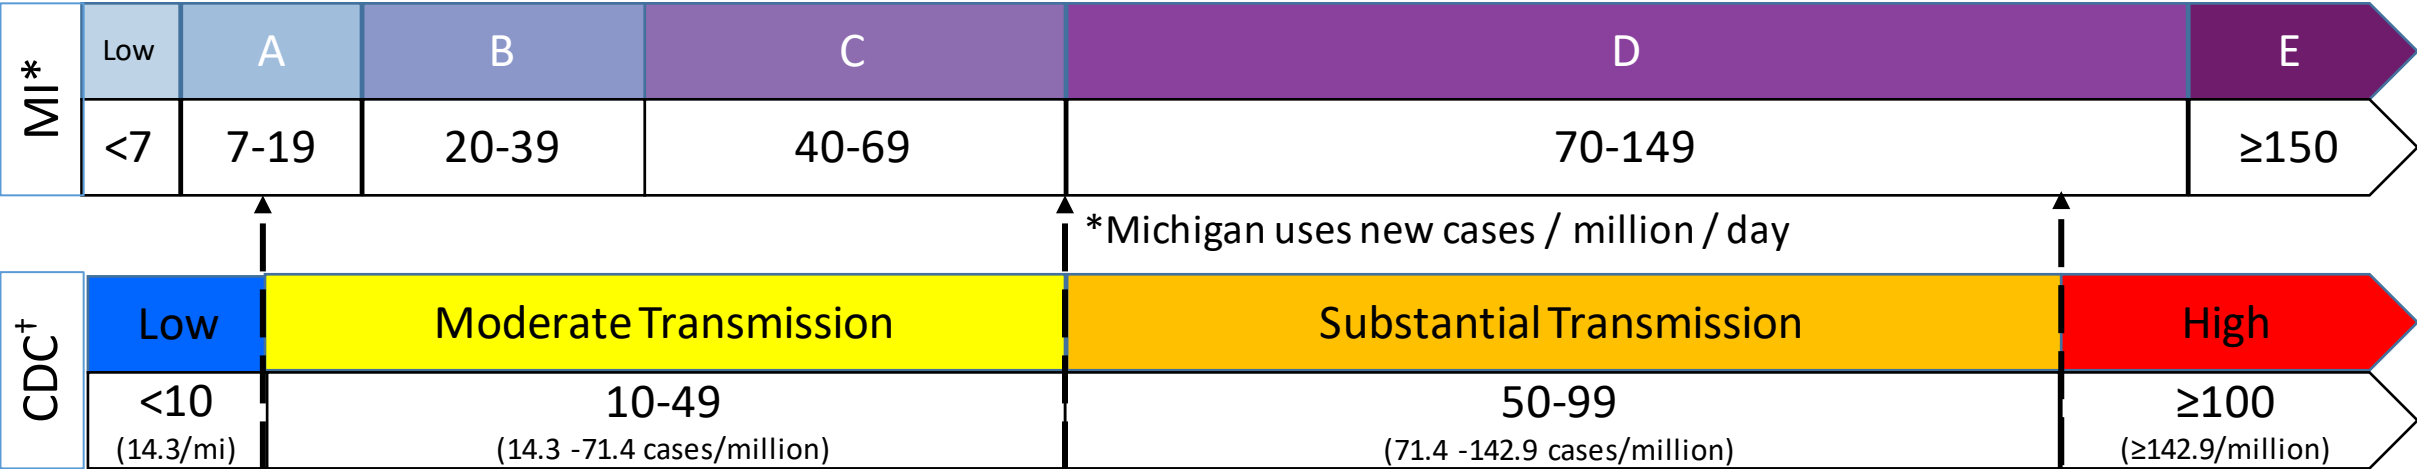 MI*
Low A B C D E
<7 7-19 20-39 40-69 70-149 ≥150
*Michigan uses new cases / million / day
CDC†
Low Moderate Transmission Substantial Transmission High
<10 10-49 50-99 ≥100
(14.3/mi) (14.3 -71.4 cases/million) (71.4 -142.9 cases/million) (≥142.9/million)